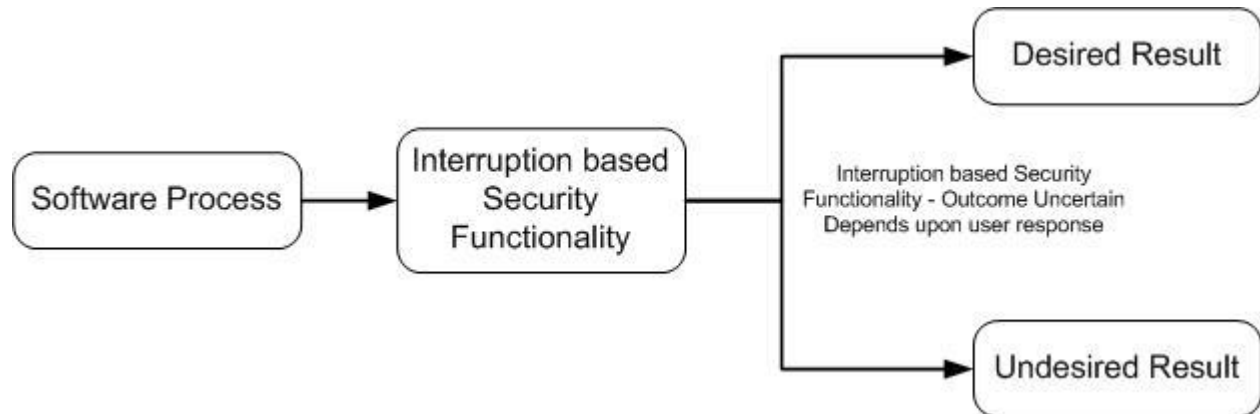 Software Process
Interruption based
Security
Functionality
Desired Result
Interruption based Security
Functionality - Outcome Uncertain
Depends upon user response
Undesired Result